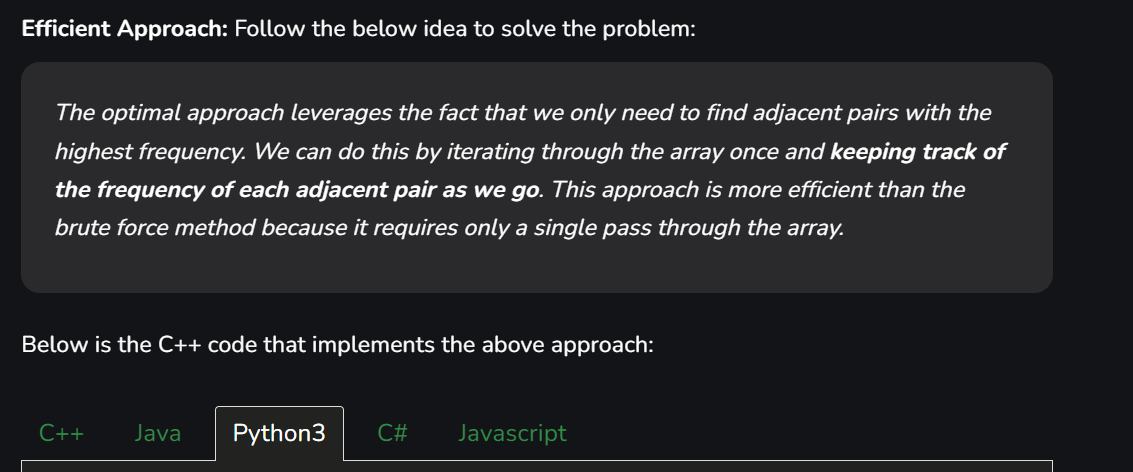 Efficient Approach: Follow the below idea to solve the problem:
The optimal approach leverages the fact that we only need to find adjacent pairs with the
highest frequency. We can do this by iterating through the array once and keeping track of
the frequency of each adjacent pair as we go. This approach is more efficient than the
brute force method because it requires only a single pass through the array.
Below is the C++ code that implements the above approach:
C++ Java Python3 C# Javascript